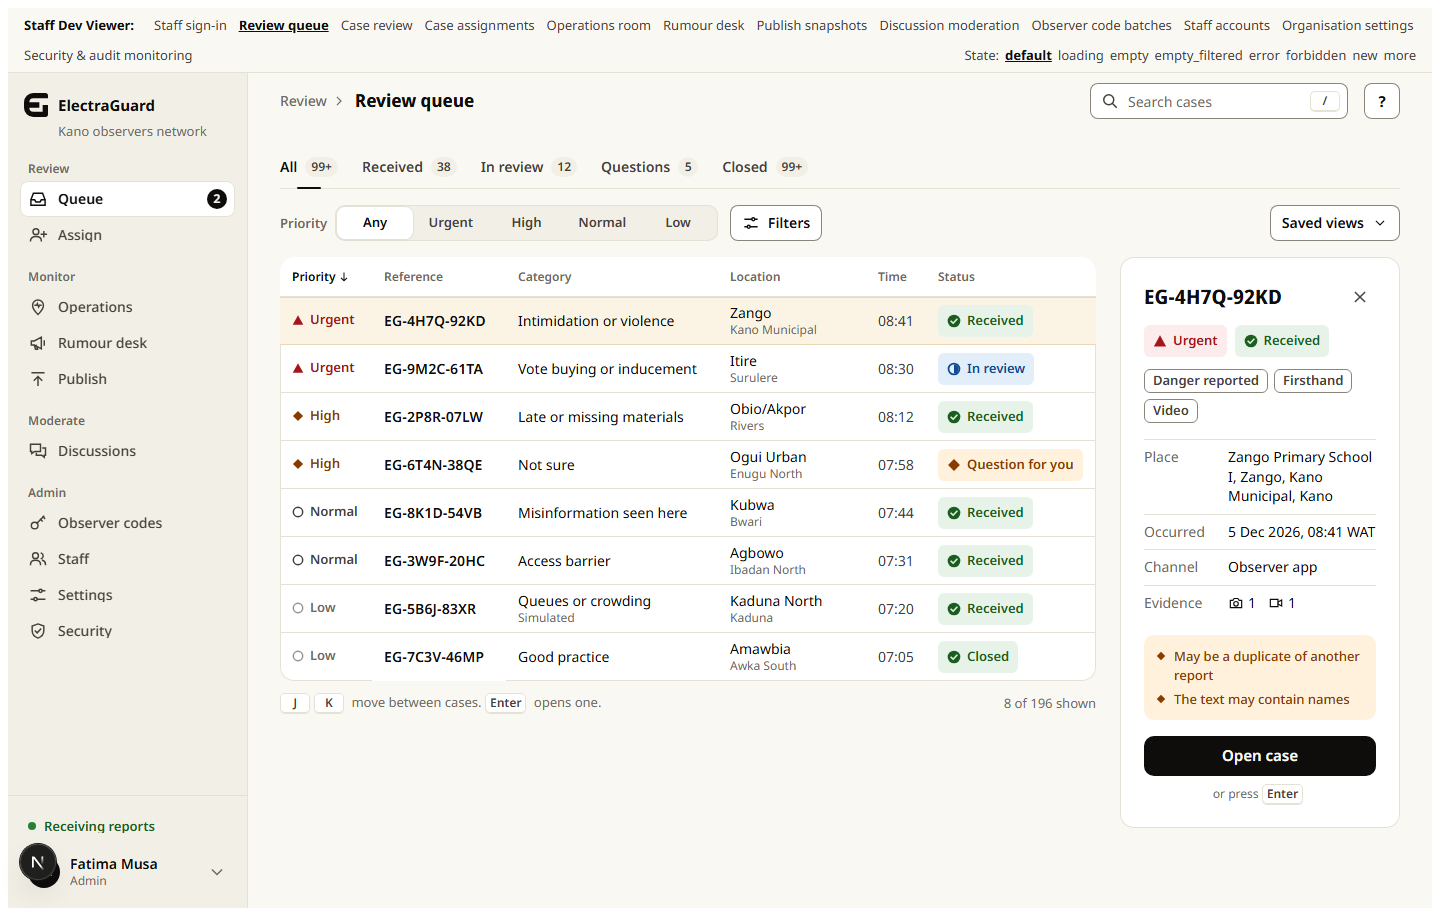 Staff Dev Viewer: Staff sign-in Review queue Case review Case assignments Operations room Rumour desk Publish snapshots Discussion moderation Observer code batches Staff accounts Organisation settings
Security & audit monitoring State: default loading empty empty_filtered error forbidden new more
ElectraGuard
Kano observers network
Review
Queue 2
Assign
Monitor
Operations
Rumour desk
Publish
Moderate
Discussions
Admin
Observer codes
Staff
Settings
Security
Receiving reports
N
Fatima Musa
Admin
Review > Review queue
Search cases /
?
All 99+ Received 38 In review 12 Questions 5 Closed 99+
Priority Any Urgent High Normal Low Filters Saved views
Priority ↓ Reference Category Location Time Status
Urgent EG-4H7Q-92KD Intimidation or violence Zango 08:41 Received
Kano Municipal
Urgent EG-9M2C-61TA Vote buying or inducement Itire 08:30 In review
Surulere
High EG-2P8R-07LW Late or missing materials Obio/Akpor 08:12 Received
Rivers
High EG-6T4N-38QE Not sure Ogui Urban 07:58 Question for you
Enugu North
Normal EG-8K1D-54VB Misinformation seen here Kubwa 07:44 Received
Bwari
Normal EG-3W9F-20HC Access barrier Agbowo 07:31 Received
Ibadan North
Low EG-5B6J-83XR Queues or crowding Kaduna North 07:20 Received
Simulated Kaduna
Low EG-7C3V-46MP Good practice Amawbia 07:05 Closed
Awka South
J K move between cases. Enter opens one. 8 of 196 shown
EG-4H7Q-92KD
Urgent Received
Danger reported Firsthand
Video
Place Zango Primary School
I, Zango, Kano
Municipal, Kano
Occurred 5 Dec 2026, 08:41 WAT
Channel Observer app
Evidence 1 1
May be a duplicate of another
report
The text may contain names
Open case
or press Enter